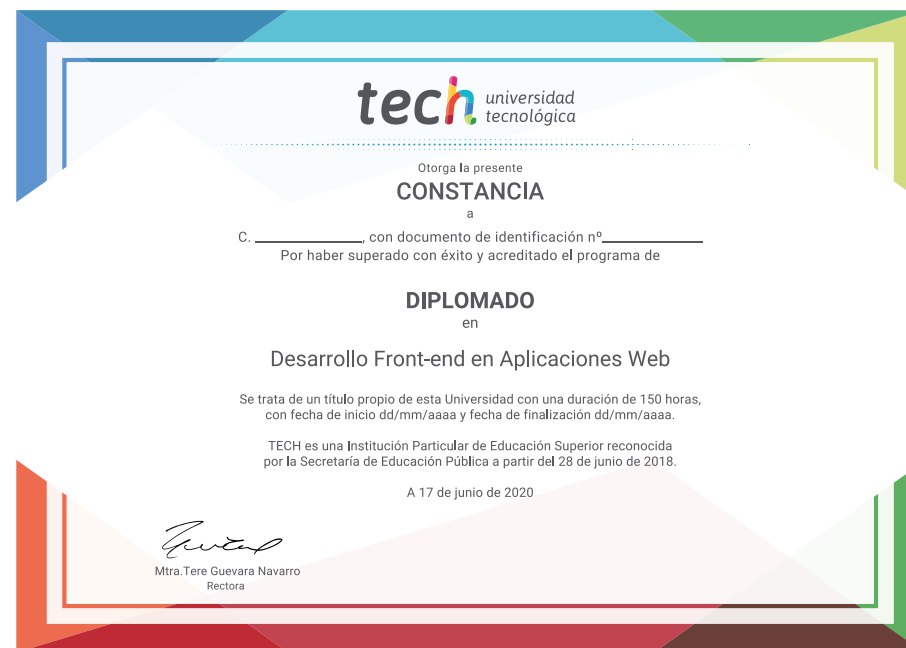 tech universidad
tecnológica
Otorga la presente
CONSTANCIA
a
C. ______________, con documento de identificación nº_____________
Por haber superado con éxito y acreditado el programa de
DIPLOMADO
en
Desarrollo Front-end en Aplicaciones Web
Se trata de un título propio de esta Universidad con una duración de 150 horas,
con fecha de inicio dd/mm/aaaa y fecha de finalización dd/mm/aaaa.
TECH es una Institución Particular de Educación Superior reconocida
por la Secretaría de Educación Pública a partir del 28 de junio de 2018.
A 17 de junio de 2020
Mtra.Tere Guevara Navarro
Rectora